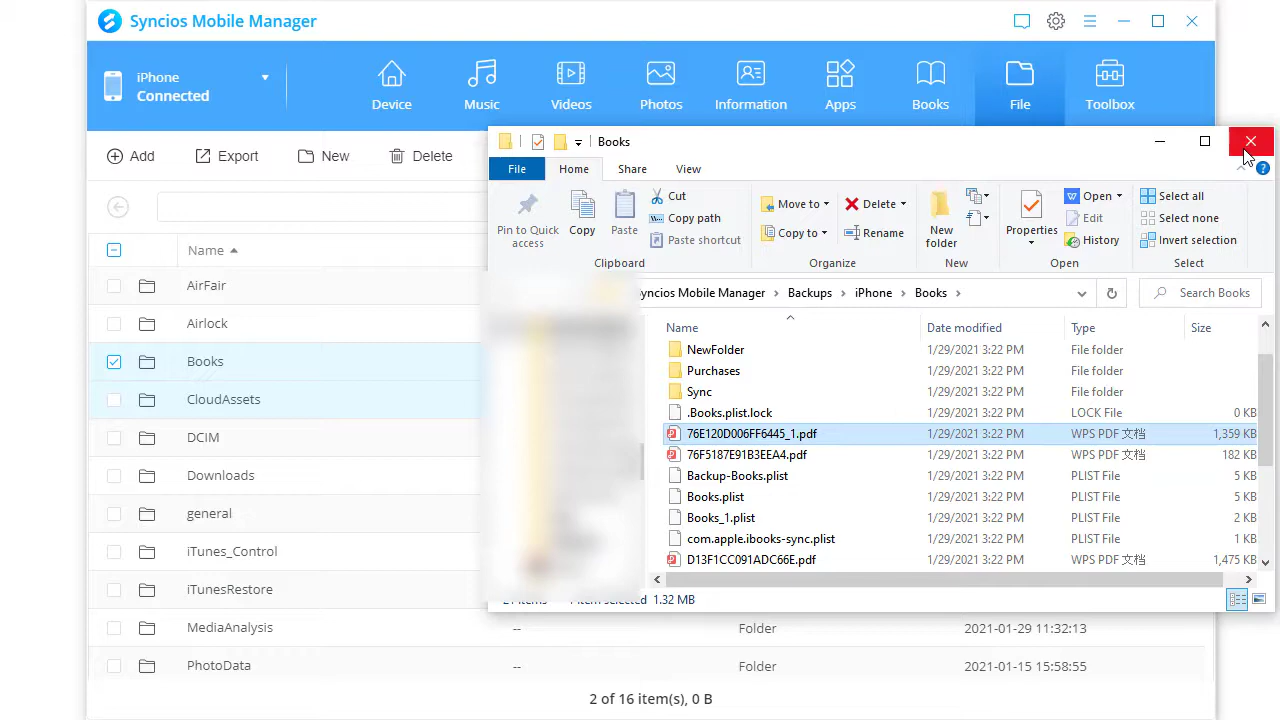 Syncios Mobile Manager
iPhone
Connected
Device
Music
Videos
Photos
Information
Apps
Books
File
Toolbox
Add
Export
New
Delete
Name
AirFair
Airlock
Books
CloudAssets
DCIM
Downloads
general
iTunes_Control
iTunesRestore
MediaAnalysis -- Folder 2021-01-29 11:32:13
PhotoData -- Folder 2021-01-15 15:58:55
2 of 16 item(s), 0 B
Books
File Home Share View
Pin to Quick
access
Copy
Paste
Cut
Copy path
Paste shortcut
Clipboard
Move to
Copy to
Delete
Rename
Organize
New
folder
New
Properties
Open
Edit
History
Open
Select all
Select none
Invert selection
Select
Syncios Mobile Manager Backups iPhone Books
Search Books
Name Date modified Type Size
NewFolder 1/29/2021 3:22 PM File folder
Purchases 1/29/2021 3:22 PM File folder
Sync 1/29/2021 3:22 PM File folder
.Books.plist.lock 1/29/2021 3:22 PM LOCK File 0 KB
76E120D006FF6445_1.pdf 1/29/2021 3:22 PM WPS PDF 文档 1,359 KB
76F5187E91B3EEA4.pdf 1/29/2021 3:22 PM WPS PDF 文档 182 KB
Backup-Books.plist 1/29/2021 3:22 PM PLIST File 5 KB
Books.plist 1/29/2021 3:22 PM PLIST File 5 KB
Books_1.plist 1/29/2021 3:22 PM PLIST File 2 KB
com.apple.ibooks-sync.plist 1/29/2021 3:22 PM PLIST File 1 KB
D13F1CC091ADC66E.pdf 1/29/2021 3:22 PM WPS PDF 文档 1,475 KB
1 item selected 1.32 MB